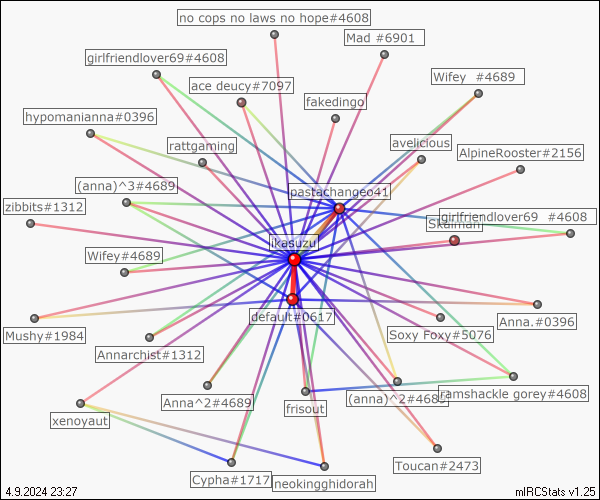 no cops no laws no hope#4608
Mad #6901
girlfriendlover69#4608
Wifey  #4689
ace deucy#7097
fakedingo
hypomanianna#0396
rattgaming
avelicious
AlpineRooster#2156
(anna)^3#4689
pastachangeo41
zibbits#1312
girlfriendlover69  #4608
ikasuzu
Wifey#4689
default#0617
Anna.#0396
Mushy#1984
Soxy Foxy#5076
Annarchist#1312
Anna^2#4689
frisout
(anna)^2#4689
ramshackle gorey#4608
xenoyaut
Cypha#1717
neokingghidorah
Toucan#2473
4.9.2024 23:27
mIRCStats v1.25